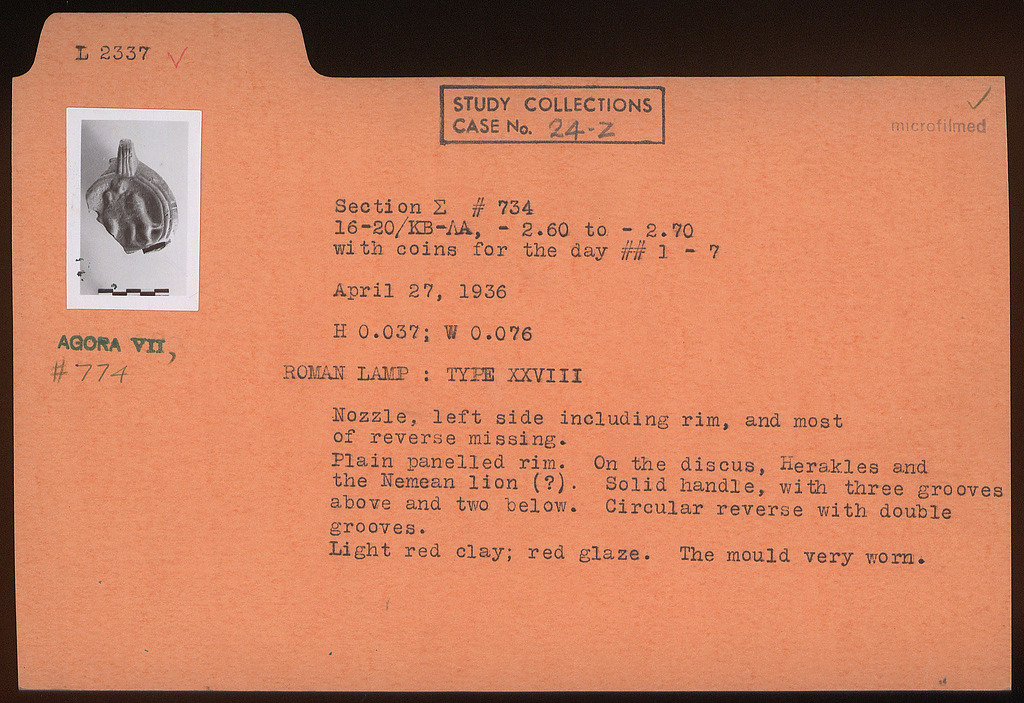 L 2337 ✓
STUDY COLLECTIONS
CASE No. 24-Z
✓
microfilmed
Section Σ # 734
16-20/KB-ΛA, - 2.60 to - 2.70
with coins for the day ## 1 - 7
April 27, 1936
H 0.037; W 0.076
AGORA VII,
# 774
ROMAN LAMP : TYPE XXVIII
Nozzle, left side including rim, and most
of reverse missing.
Plain panelled rim. On the discus, Herakles and
the Nemean lion (?). Solid handle, with three grooves
above and two below. Circular reverse with double
grooves.
Light red clay; red glaze. The mould very worn.